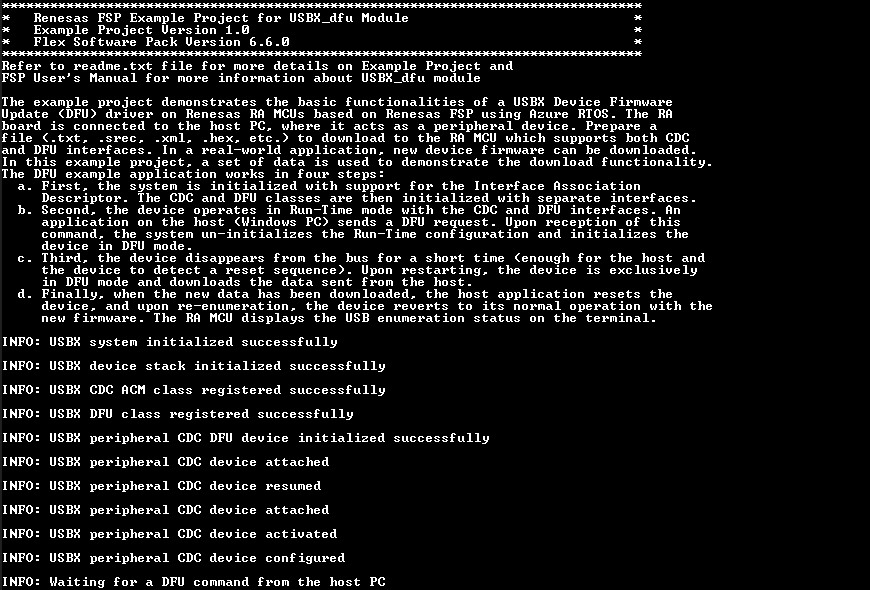 ********************************************************************************
*   Renesas FSP Example Project for USBX_dfu Module                            *
*   Example Project Version 1.0                                                *
*   Flex Software Pack Version 6.6.0                                           *
********************************************************************************
Refer to readme.txt file for more details on Example Project and
FSP User's Manual for more information about USBX_dfu module
The example project demonstrates the basic functionalities of a USBX Device Firmware
Update (DFU) driver on Renesas RA MCUs based on Renesas FSP using Azure RTOS. The RA
board is connected to the host PC, where it acts as a peripheral device. Prepare a
file (.txt, .srec, .xml, .hex, etc.) to download to the RA MCU which supports both CDC
and DFU interfaces. In a real-world application, new device firmware can be downloaded.
In this example project, a set of data is used to demonstrate the download functionality.
The DFU example application works in four steps:
  a. First, the system is initialized with support for the Interface Association
     Descriptor. The CDC and DFU classes are then initialized with separate interfaces.
  b. Second, the device operates in Run-Time mode with the CDC and DFU interfaces. An
     application on the host (Windows PC) sends a DFU request. Upon reception of this
     command, the system un-initializes the Run-Time configuration and initializes the
     device in DFU mode.
  c. Third, the device disappears from the bus for a short time (enough for the host and
     the device to detect a reset sequence). Upon restarting, the device is exclusively
     in DFU mode and downloads the data sent from the host.
  d. Finally, when the new data has been downloaded, the host application resets the
     device, and upon re-enumeration, the device reverts to its normal operation with the
     new firmware. The RA MCU displays the USB enumeration status on the terminal.
INFO: USBX system initialized successfully
INFO: USBX device stack initialized successfully
INFO: USBX CDC ACM class registered successfully
INFO: USBX DFU class registered successfully
INFO: USBX peripheral CDC DFU device initialized successfully
INFO: USBX peripheral CDC device attached
INFO: USBX peripheral CDC device resumed
INFO: USBX peripheral CDC device attached
INFO: USBX peripheral CDC device activated
INFO: USBX peripheral CDC device configured
INFO: Waiting for a DFU command from the host PC